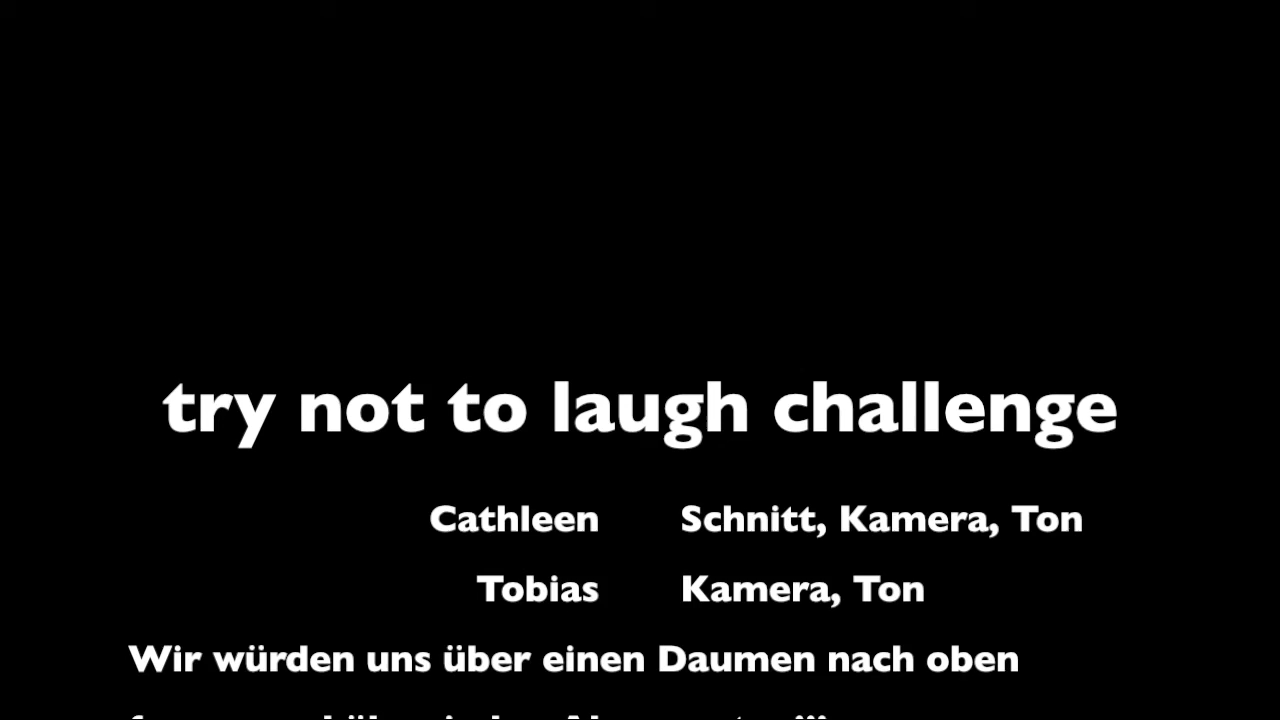 try not to laugh challenge
Cathleen Schnitt, Kamera, Ton
Tobias Kamera, Ton
Wir würden uns über einen Daumen nach oben